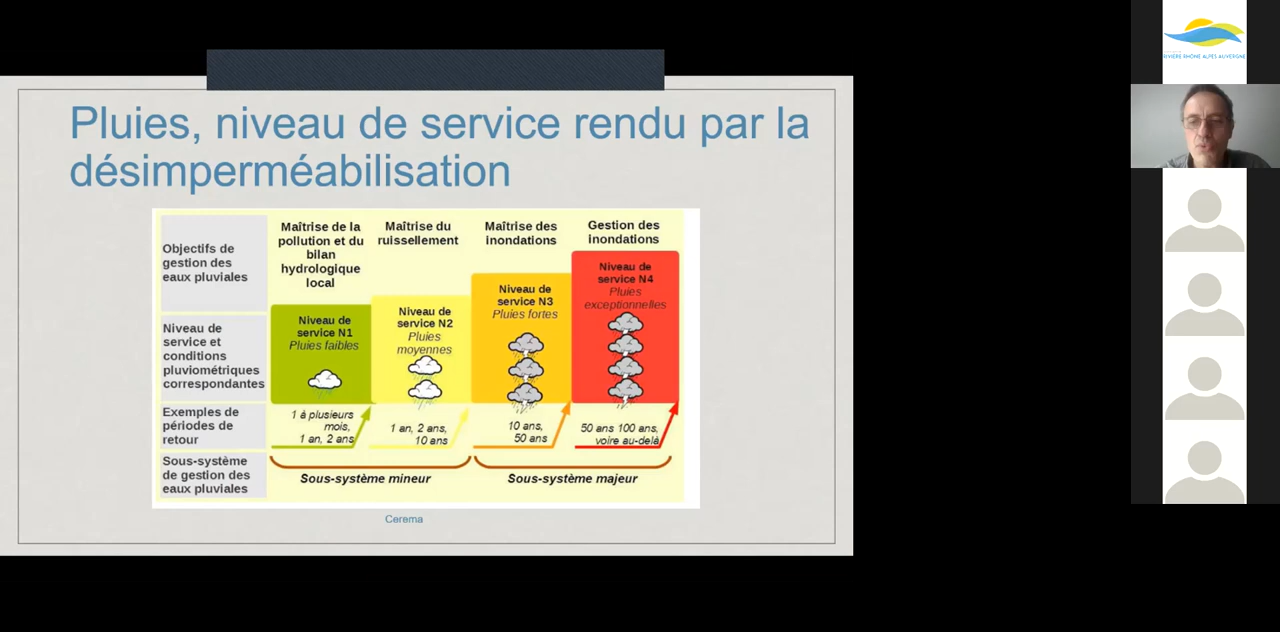 Pluies, niveau de service rendu par la
désimperméabilisation
Objectifs de
gestion des
eaux pluviales
Maîtrise de la
pollution et du
bilan
hydrologique
local
Maîtrise du
ruissellement
Maîtrise des
inondations
Gestion des
inondations
Niveau de
service et
conditions
pluviométriques
correspondantes
Niveau de
service N1
Pluies faibles
Niveau de
service N2
Pluies
moyennes
Niveau de
service N3
Pluies fortes
Niveau de
service N4
Pluies
exceptionnelles
Exemples de
périodes de
retour
1 à plusieurs
mois,
1 an, 2 ans
1 an, 2 ans,
10 ans
10 ans,
50 ans
50 ans 100 ans,
voire au-delà
Sous-système
de gestion des
eaux pluviales
Sous-système mineur
Sous-système majeur
Cerema
RIVIÈRE RHÔNE ALPES AUVERGNE